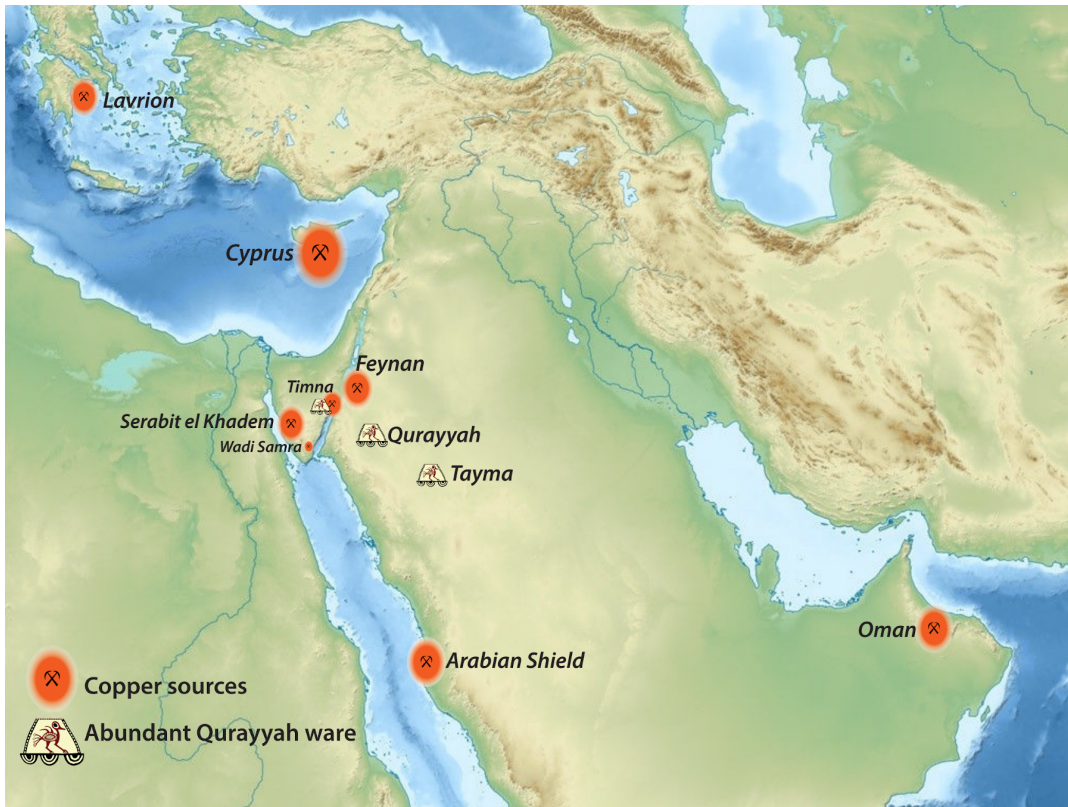 Lavrion
Cyprus
Feynan
Timna
Serabit el Khadem
Qurayyah
Wadi Samra
Tayma
Oman
Arabian Shield
Copper sources
Abundant Qurayyah ware